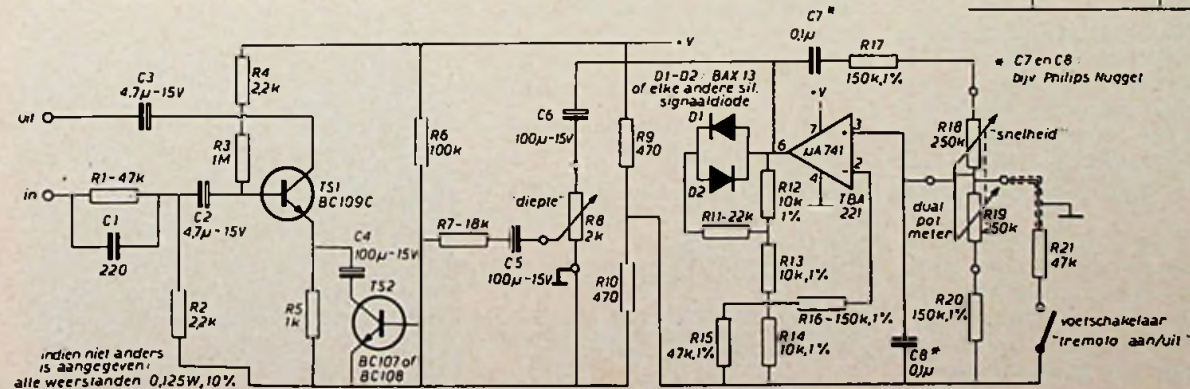 uit
C3
4,7µ-15V
R4
2,2k
R3
1M
in
R1-47k
C1
220
C2
4,7µ-15V
TS1
BC109C
R2
2,2k
R5
1k
C4
100µ-15V
TS2
BC107 of
BC108
indien niet anders
is aangegeven:
alle weerstanden 0,125W,10%
R6
100k
R7-18k
C5
100µ-15V
"diepte"
R8
2k
C6
100µ-15V
R9
470
R10
470
+V
D1-D2: BAX 13
of elke andere sil.
signaaldiode
D1
D2
R11-22k
R12
10k
1%
R13
10k,1%
R14
10k,1%
R15
47k,1%
R16-150k,1%
C7*
0,1µ
R17
150k,1%
+V
7
3
6
µA741
2
4
TBA
221
C8*
0,1µ
* C7 en C8:
bijv Philips Nugget
R18
250k
"snelheid"
dual
pot
meter
R19
250k
R20
150k,1%
R21
47k
voetschakelaar
"tremolo aan/uit"